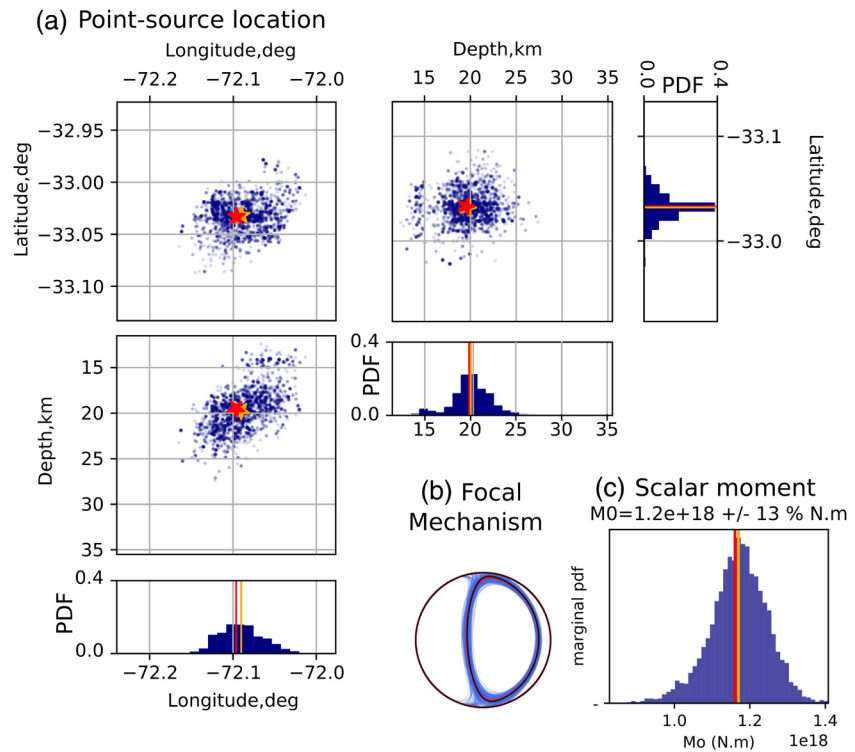 (a) Point-source location
Longitude,deg
−72.2 −72.1 −72.0
Depth,km
15 20 25 30 35
0.0 PDF 0.4
−32.95
−33.00
−33.05
−33.10
Latitude,deg
−33.1
−33.0
Latitude,deg
15
20
25
30
35
Depth,km
0.4
0.0
PDF
15 20 25 30 35
0.4
0.0
PDF
−72.2 −72.1 −72.0
Longitude,deg
(b) Focal
Mechanism
(c) Scalar moment
M0=1.2e+18 +/- 13 % N.m
marginal pdf
-
1.0 1.2 1.4
Mo (N.m) 1e18